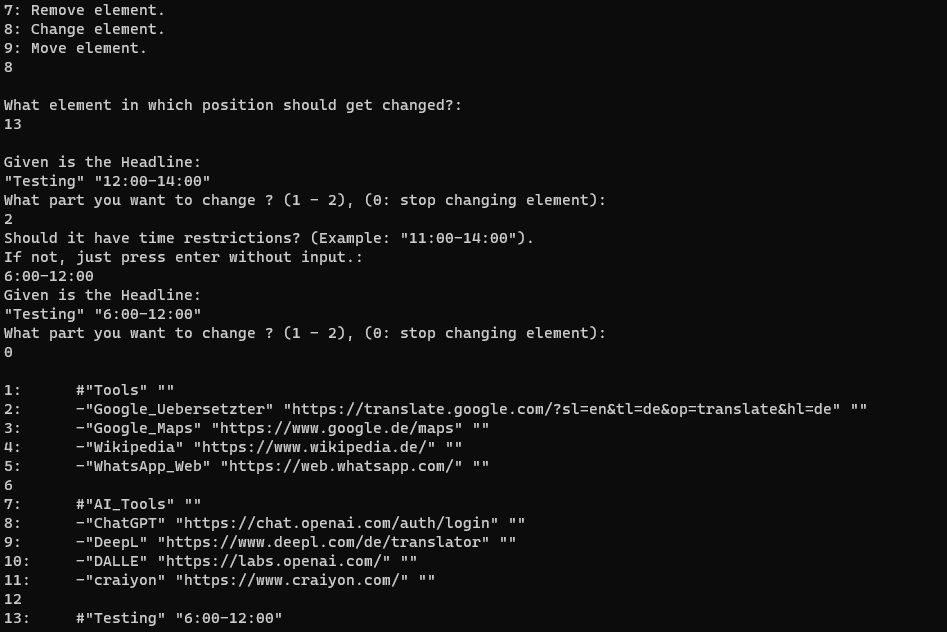 7: Remove element.
8: Change element.
9: Move element.
8
What element in which position should get changed?:
13
Given is the Headline:
"Testing" "12:00-14:00"
What part you want to change ? (1 - 2), (0: stop changing element):
2
Should it have time restrictions? (Example: "11:00-14:00").
If not, just press enter without input.:
6:00-12:00
Given is the Headline:
"Testing" "6:00-12:00"
What part you want to change ? (1 - 2), (0: stop changing element):
0
1: #"Tools" ""
2: -"Google_Uebersetzter" "https://translate.google.com/?sl=en&tl=de&op=translate&hl=de" ""
3: -"Google_Maps" "https://www.google.de/maps" ""
4: -"Wikipedia" "https://www.wikipedia.de/" ""
5: -"WhatsApp_Web" "https://web.whatsapp.com/" ""
6
7: #"AI_Tools" ""
8: -"ChatGPT" "https://chat.openai.com/auth/login" ""
9: -"DeepL" "https://www.deepl.com/de/translator" ""
10: -"DALLE" "https://labs.openai.com/" ""
11: -"craiyon" "https://www.craiyon.com/" ""
12
13: #"Testing" "6:00-12:00"